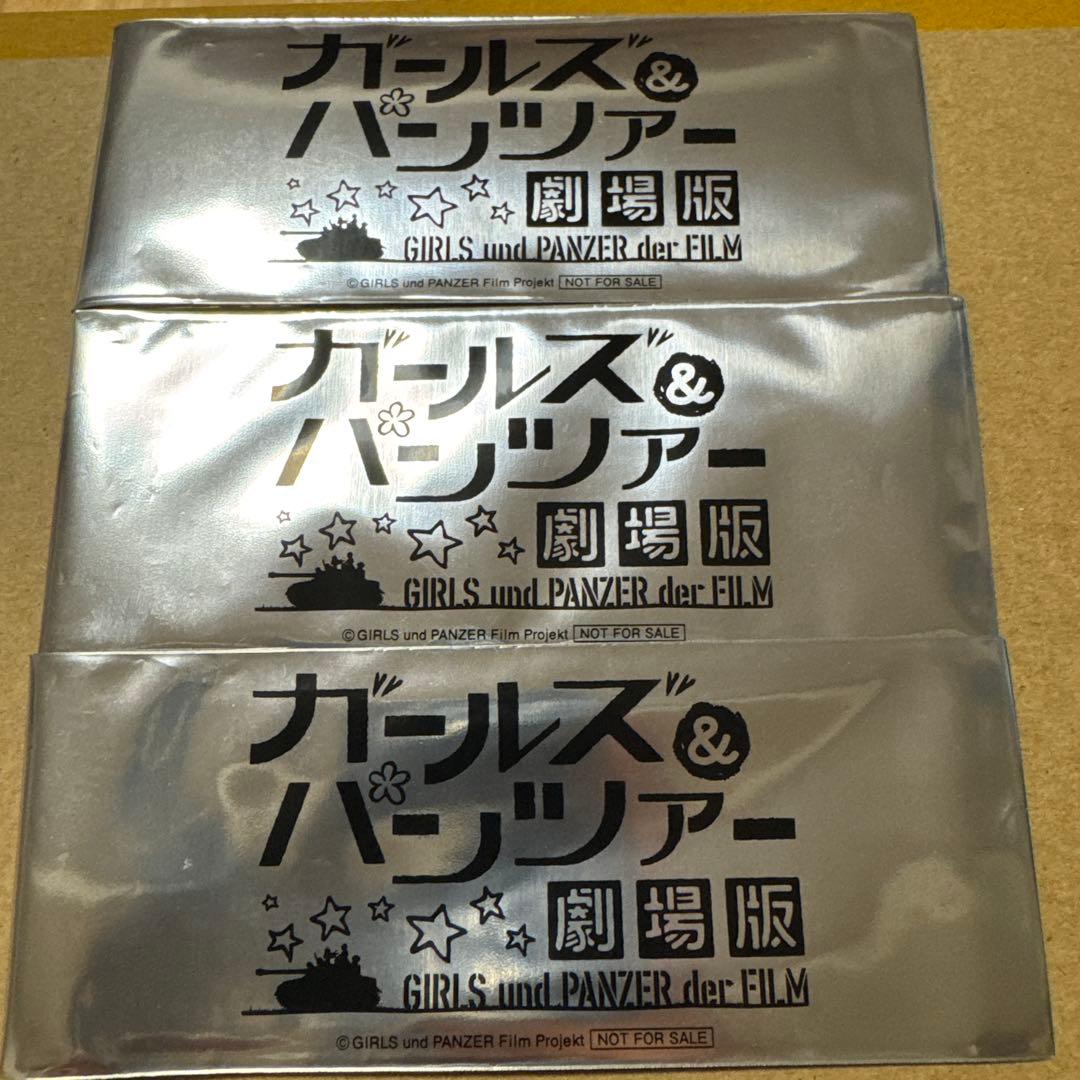 ガールズ&
パンツァー
劇場版
GIRLS und PANZER der FILM
©GIRLS und PANZER Film Projekt NOT FOR SALE
ガールズ&
パンツァー
劇場版
GIRLS und PANZER der FILM
©GIRLS und PANZER Film Projekt NOT FOR SALE
ガールズ&
パンツァー
劇場版
GIRLS und PANZER der FILM
©GIRLS und PANZER Film Projekt NOT FOR SALE